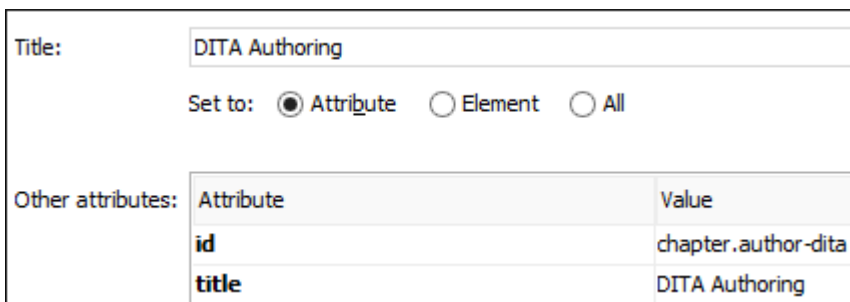 Title: DITA Authoring
Set to: Attribute Element All
Other attributes: Attribute Value
id chapter.author-dita
title DITA Authoring